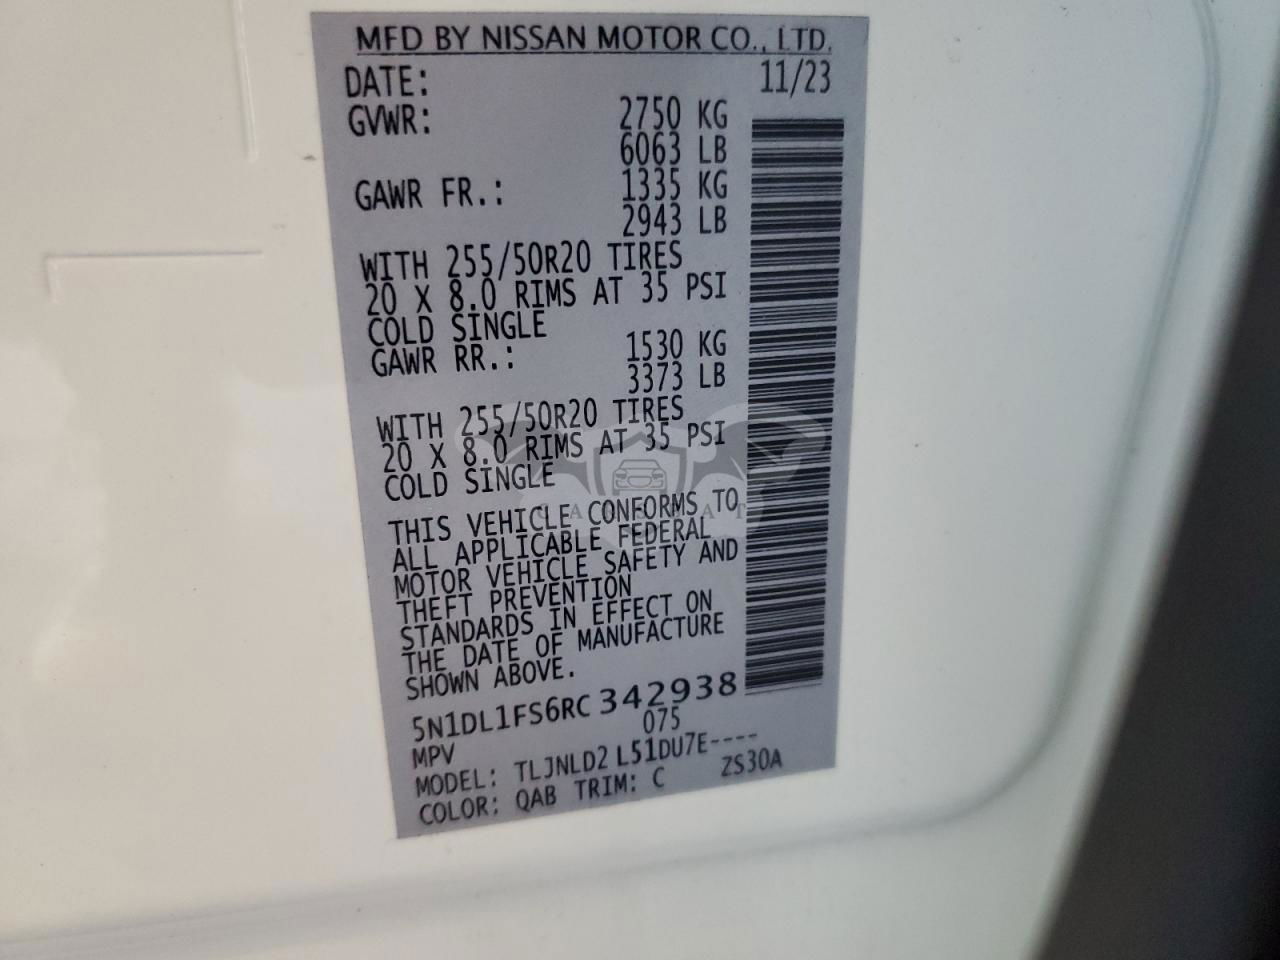 MFD BY NISSAN MOTOR CO., LTD.
DATE: 11/23
GVWR: 2750 KG
6063 LB
GAWR FR.: 1335 KG
2943 LB
WITH 255/50R20 TIRES
20 X 8.0 RIMS AT 35 PSI
COLD SINGLE
GAWR RR.: 1530 KG
3373 LB
WITH 255/50R20 TIRES
20 X 8.0 RIMS AT 35 PSI
COLD SINGLE
THIS VEHICLE CONFORMS TO
ALL APPLICABLE FEDERAL
MOTOR VEHICLE SAFETY AND
THEFT PREVENTION
STANDARDS IN EFFECT ON
THE DATE OF MANUFACTURE
SHOWN ABOVE.
5N1DL1FS6RC 342938
MPV 075
MODEL: TLJNLD2 L51DU7E----
COLOR: QAB TRIM: C ZS30A